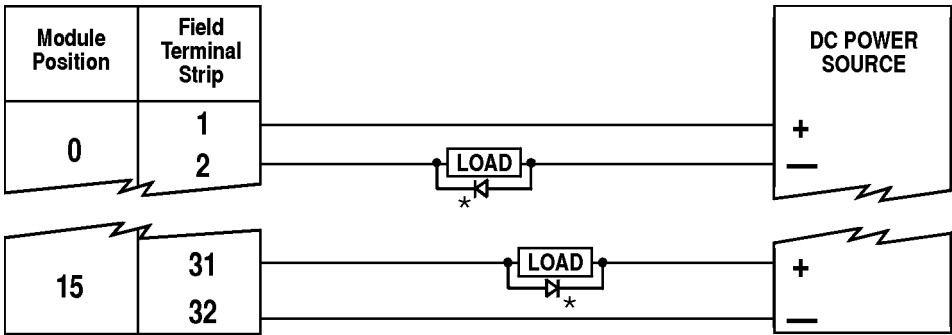 Module
Position
Field
Terminal
Strip
DC POWER
SOURCE
0
1
+
2
LOAD
—
*
15
31
LOAD
+
*
32
—